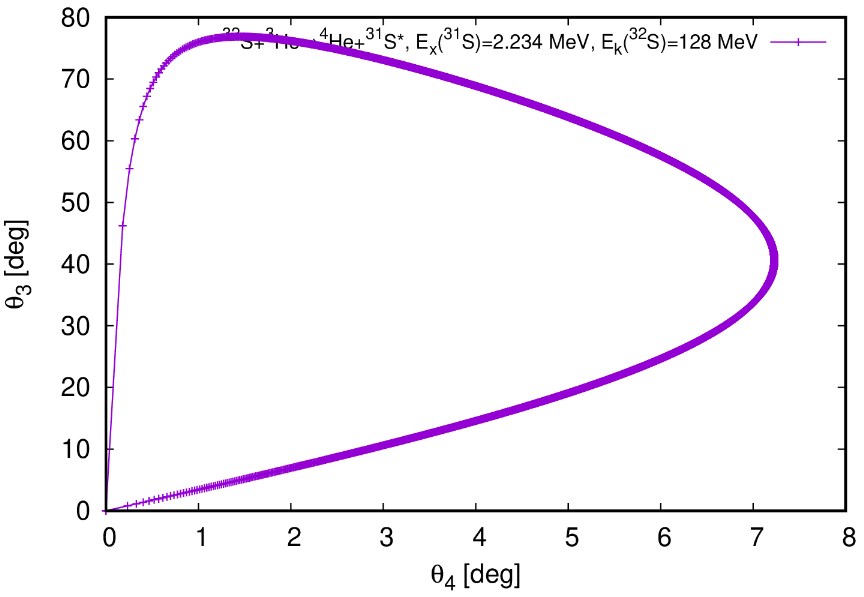 ³²S+³He→⁴He+³¹S*, Eₓ(³¹S)=2.234 MeV, Eₖ(³²S)=128 MeV
80
70
60
50
40
30
20
10
0
θ₃ [deg]
0 1 2 3 4 5 6 7 8
θ₄ [deg]